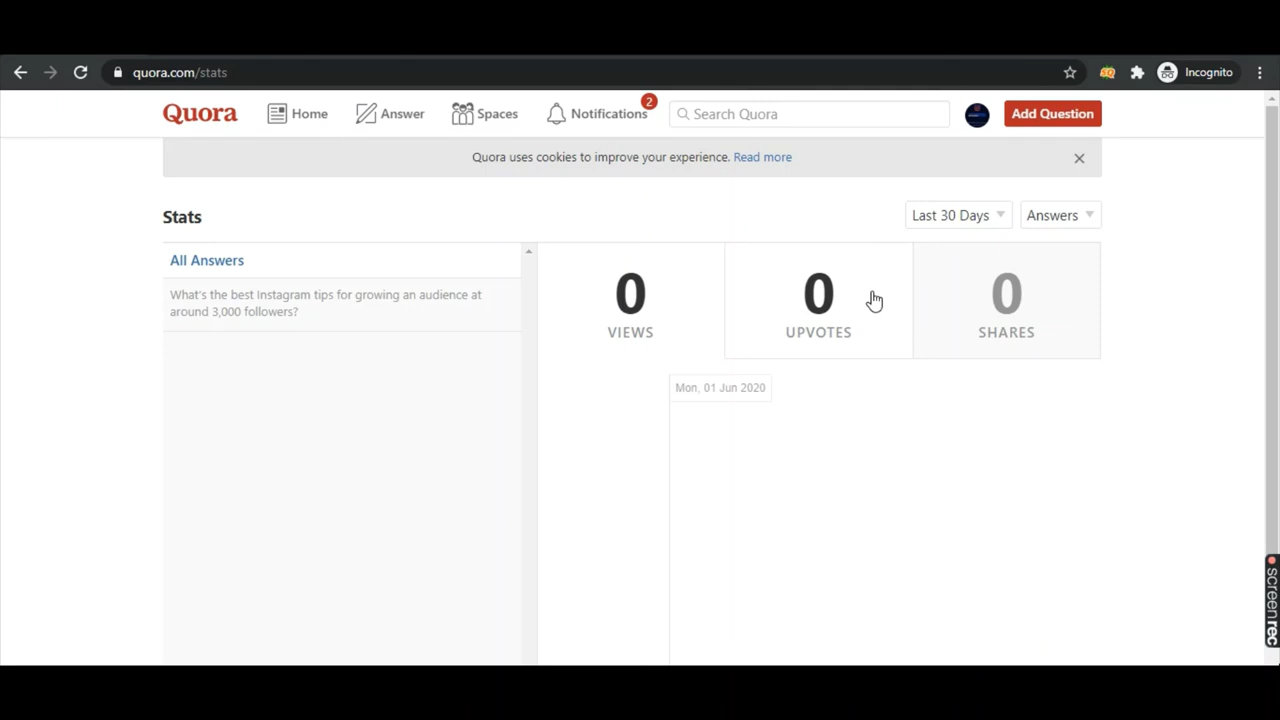 quora.com/stats
Incognito
Quora
Home
Answer
Spaces
Notifications
2
Search Quora
Add Question
Quora uses cookies to improve your experience. Read more
Stats
Last 30 Days
Answers
All Answers
What's the best Instagram tips for growing an audience at
around 3,000 followers?
0
VIEWS
0
UPVOTES
0
SHARES
Mon, 01 Jun 2020
screenrec